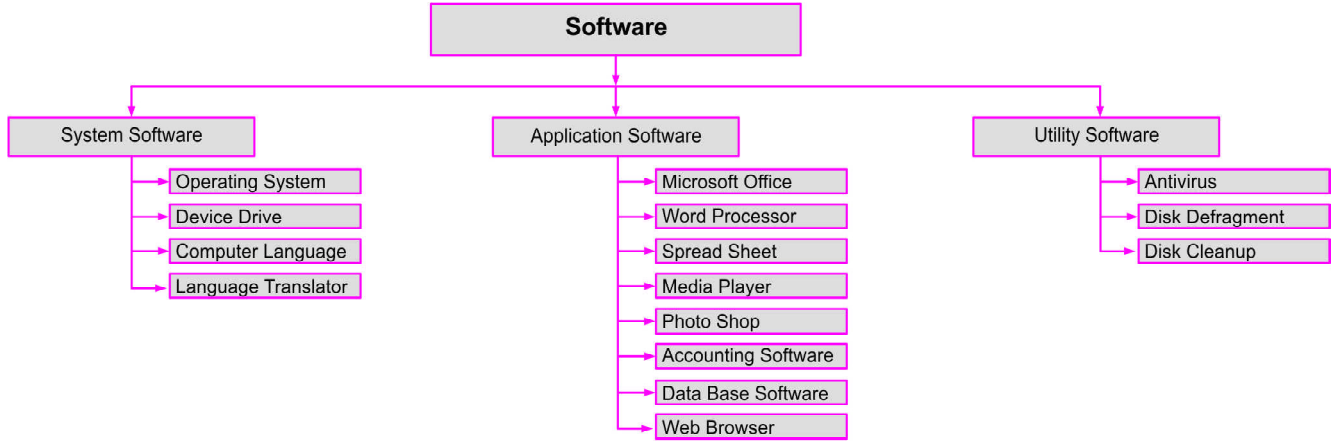 Software
System Software
Operating System
Device Drive
Computer Language
Language Translator
Application Software
Microsoft Office
Word Processor
Spread Sheet
Media Player
Photo Shop
Accounting Software
Data Base Software
Web Browser
Utility Software
Antivirus
Disk Defragment
Disk Cleanup